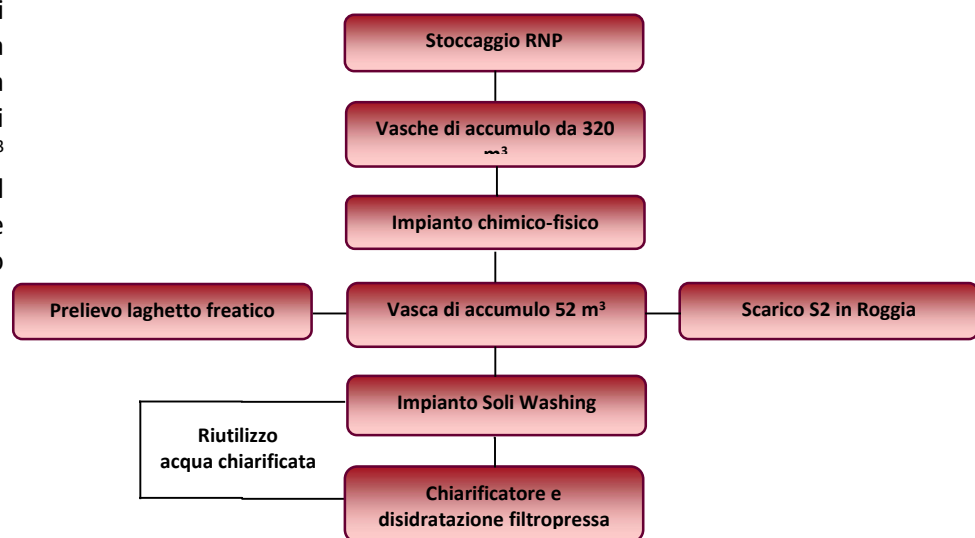 Stoccaggio RNP
Vasche di accumulo da 320
m³
Impianto chimico-fisico
Prelievo laghetto freatico
Vasca di accumulo 52 m³
Scarico S2 in Roggia
Impianto Soli Washing
Riutilizzo
acqua chiarificata
Chiarificatore e
disidratazione filtropressa